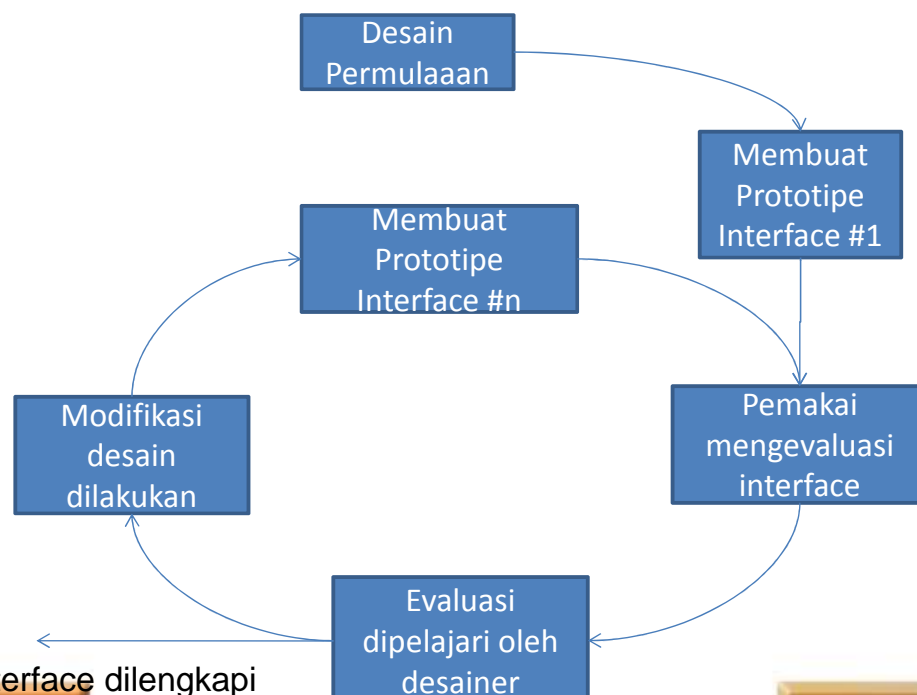 Desain
Permulaaan
Membuat
Prototipe
Interface #1
Membuat
Prototipe
Interface #n
Pemakai
mengevaluasi
interface
Modifikasi
desain
dilakukan
Evaluasi
dipelajari oleh
desainer
erface dilengkapi